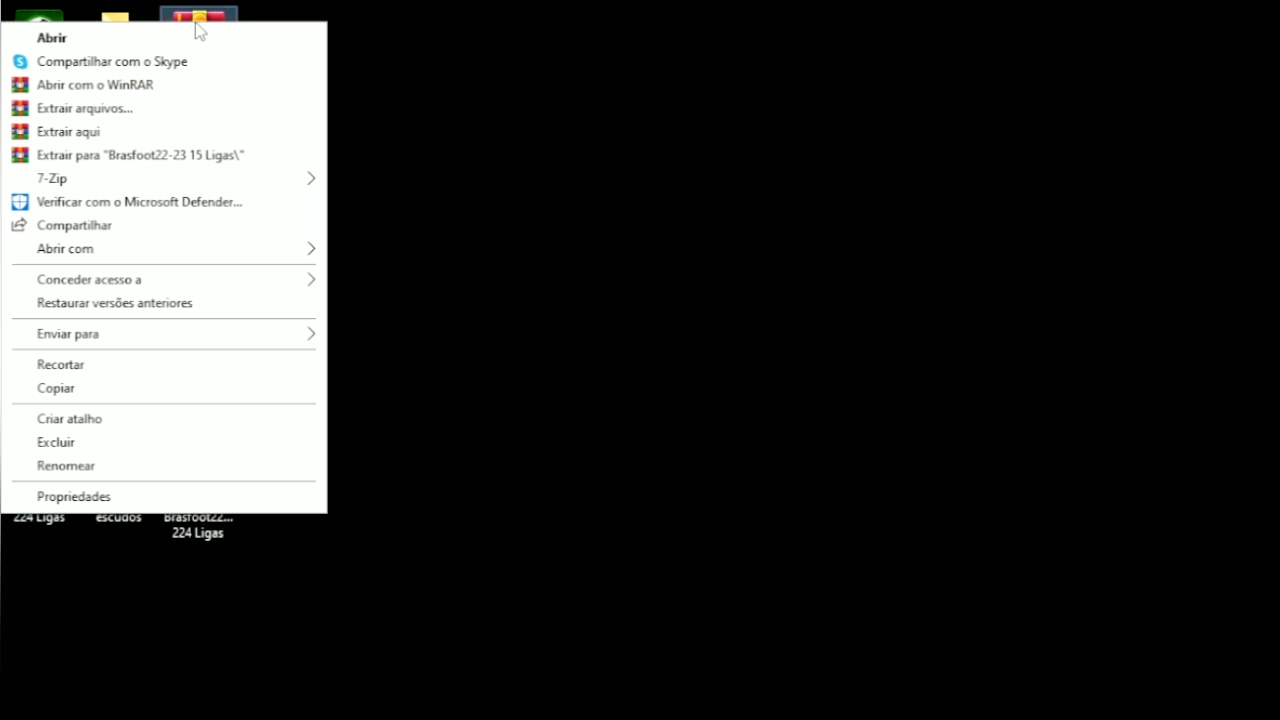 Abrir
Compartilhar com o Skype
Abrir com o WinRAR
Extrair arquivos...
Extrair aqui
Extrair para "Brasfoot22-23 15 Ligas\"
7-Zip
Verificar com o Microsoft Defender...
Compartilhar
Abrir com
Conceder acesso a
Restaurar versões anteriores
Enviar para
Recortar
Copiar
Criar atalho
Excluir
Renomear
Propriedades
224 Ligas escudos Brasfoot22...
224 Ligas